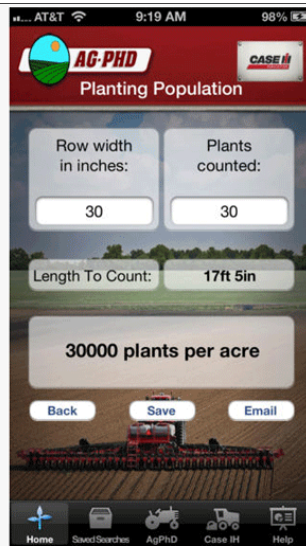 AT&T 9:19 AM 98%
AG·PHD
CASE IH
Planting Population
Row width
in inches:
Plants
counted:
30
30
Length To Count:
17ft 5in
30000 plants per acre
Back
Save
Email
Home
Saved Searches
AgPhD
Case IH
Help